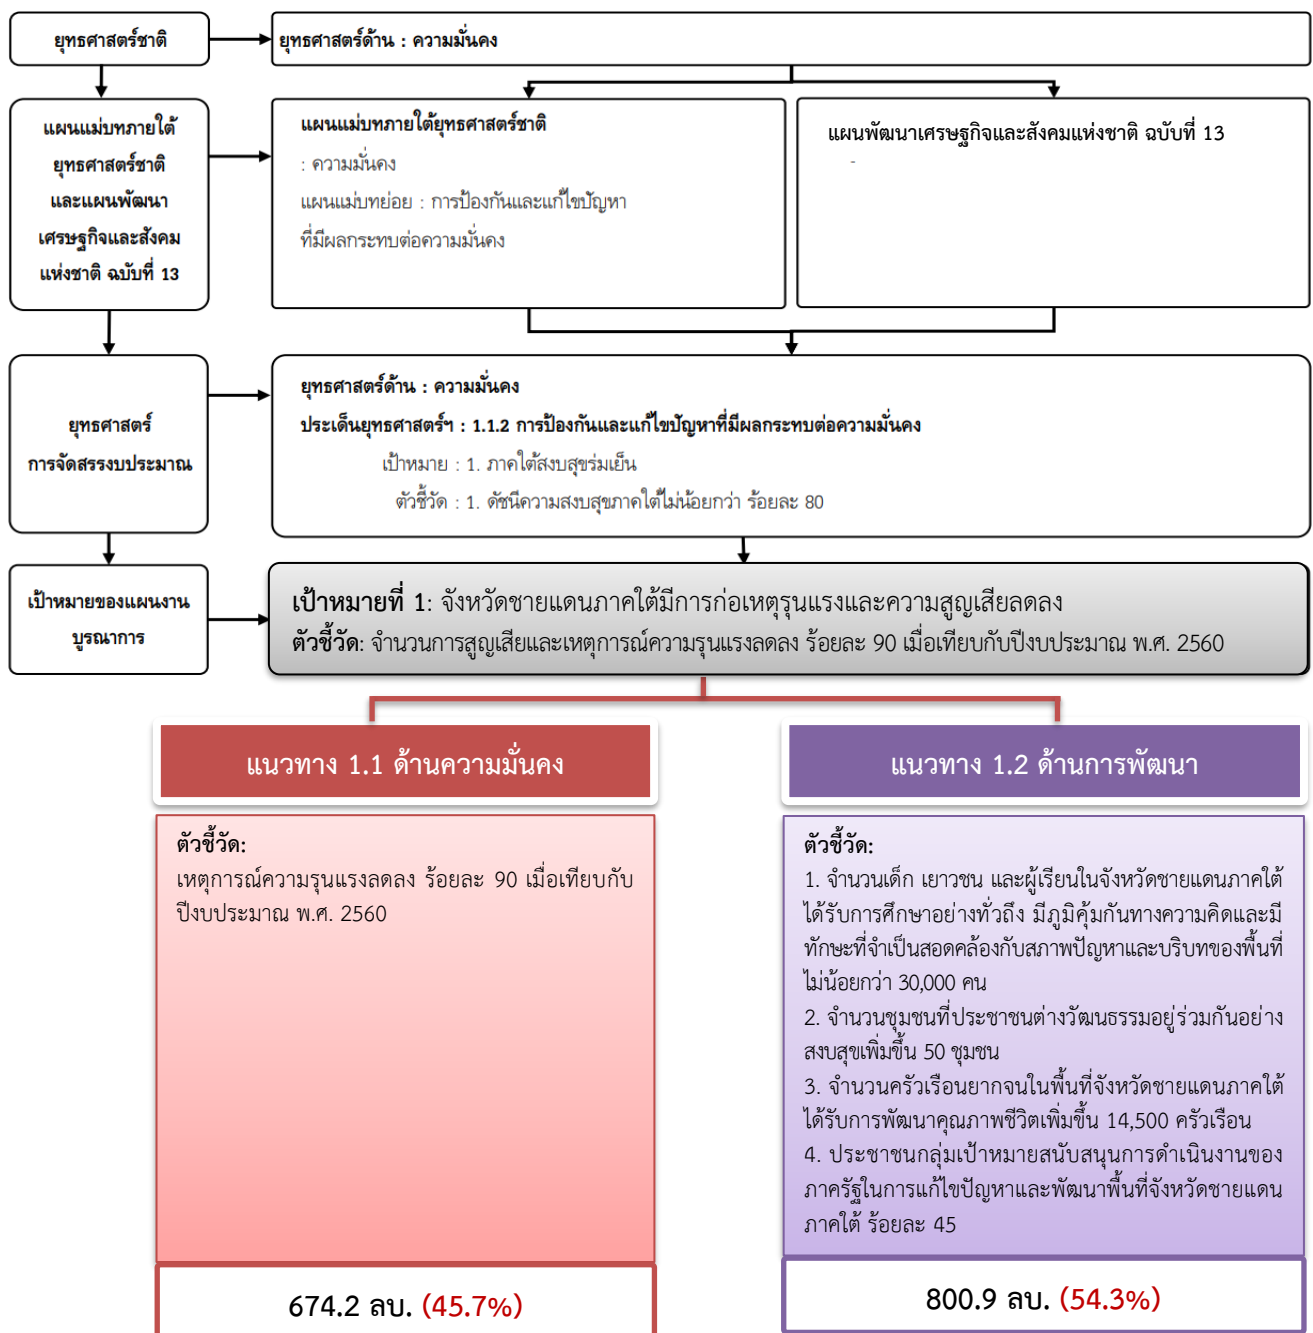 ยุทธศาสตร์ชาติ
ยุทธศาสตร์ด้าน : ความมั่นคง
แผนแม่บทภายใต้
ยุทธศาสตร์ชาติ
และแผนพัฒนา
เศรษฐกิจและสังคม
แห่งชาติ ฉบับที่ 13
แผนแม่บทภายใต้ยุทธศาสตร์ชาติ
: ความมั่นคง
แผนแม่บทย่อย : การป้องกันและแก้ไขปัญหา
ที่มีผลกระทบต่อความมั่นคง
แผนพัฒนาเศรษฐกิจและสังคมแห่งชาติ ฉบับที่ 13
-
ยุทธศาสตร์
การจัดสรรงบประมาณ
ยุทธศาสตร์ด้าน : ความมั่นคง
ประเด็นยุทธศาสตร์ฯ : 1.1.2 การป้องกันและแก้ไขปัญหาที่มีผลกระทบต่อความมั่นคง
เป้าหมาย : 1. ภาคใต้สงบสุขร่มเย็น
ตัวชี้วัด : 1. ดัชนีความสงบสุขภาคใต้ไม่น้อยกว่า ร้อยละ 80
เป้าหมายของแผนงาน
บูรณาการ
เป้าหมายที่ 1: จังหวัดชายแดนภาคใต้มีการก่อเหตุรุนแรงและความสูญเสียลดลง
ตัวชี้วัด: จำนวนการสูญเสียและเหตุการณ์ความรุนแรงลดลง ร้อยละ 90 เมื่อเทียบกับปีงบประมาณ พ.ศ. 2560
แนวทาง 1.1 ด้านความมั่นคง
ตัวชี้วัด:
เหตุการณ์ความรุนแรงลดลง ร้อยละ 90 เมื่อเทียบกับ
ปีงบประมาณ พ.ศ. 2560
674.2 ลบ. (45.7%)
แนวทาง 1.2 ด้านการพัฒนา
ตัวชี้วัด:
1. จำนวนเด็ก เยาวชน และผู้เรียนในจังหวัดชายแดนภาคใต้
ได้รับการศึกษาอย่างทั่วถึง มีภูมิคุ้มกันทางความคิดและมี
ทักษะที่จำเป็นสอดคล้องกับสภาพปัญหาและบริบทของพื้นที่
ไม่น้อยกว่า 30,000 คน
2. จำนวนชุมชนที่ประชาชนต่างวัฒนธรรมอยู่ร่วมกันอย่าง
สงบสุขเพิ่มขึ้น 50 ชุมชน
3. จำนวนครัวเรือนยากจนในพื้นที่จังหวัดชายแดนภาคใต้
ได้รับการพัฒนาคุณภาพชีวิตเพิ่มขึ้น 14,500 ครัวเรือน
4. ประชาชนกลุ่มเป้าหมายสนับสนุนการดำเนินงานของ
ภาครัฐในการแก้ไขปัญหาและพัฒนาพื้นที่จังหวัดชายแดน
ภาคใต้ ร้อยละ 45
800.9 ลบ. (54.3%)